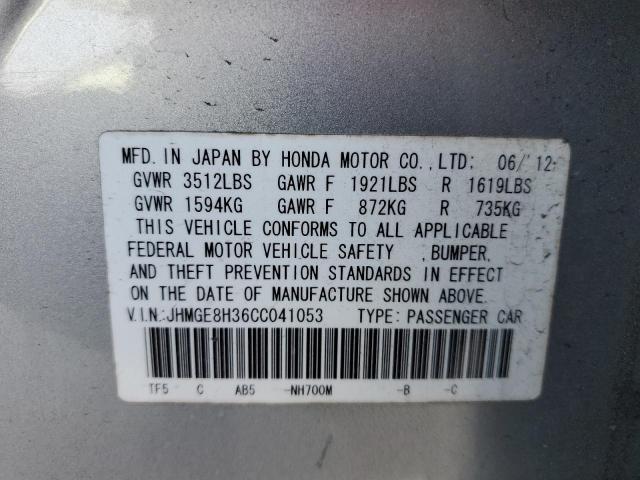 MFD. IN JAPAN BY HONDA MOTOR CO., LTD. 06/'12
GVWR 3512LBS GAWR F 1921LBS R 1619LBS
GVWR 1594KG GAWR F 872KG R 735KG
THIS VEHICLE CONFORMS TO ALL APPLICABLE
FEDERAL MOTOR VEHICLE SAFETY , BUMPER,
AND THEFT PREVENTION STANDARDS IN EFFECT
ON THE DATE OF MANUFACTURE SHOWN ABOVE.
V.I.N.:JHMGE8H36CC041053 TYPE: PASSENGER CAR
TF5 C AB5 -NH700M -B -C